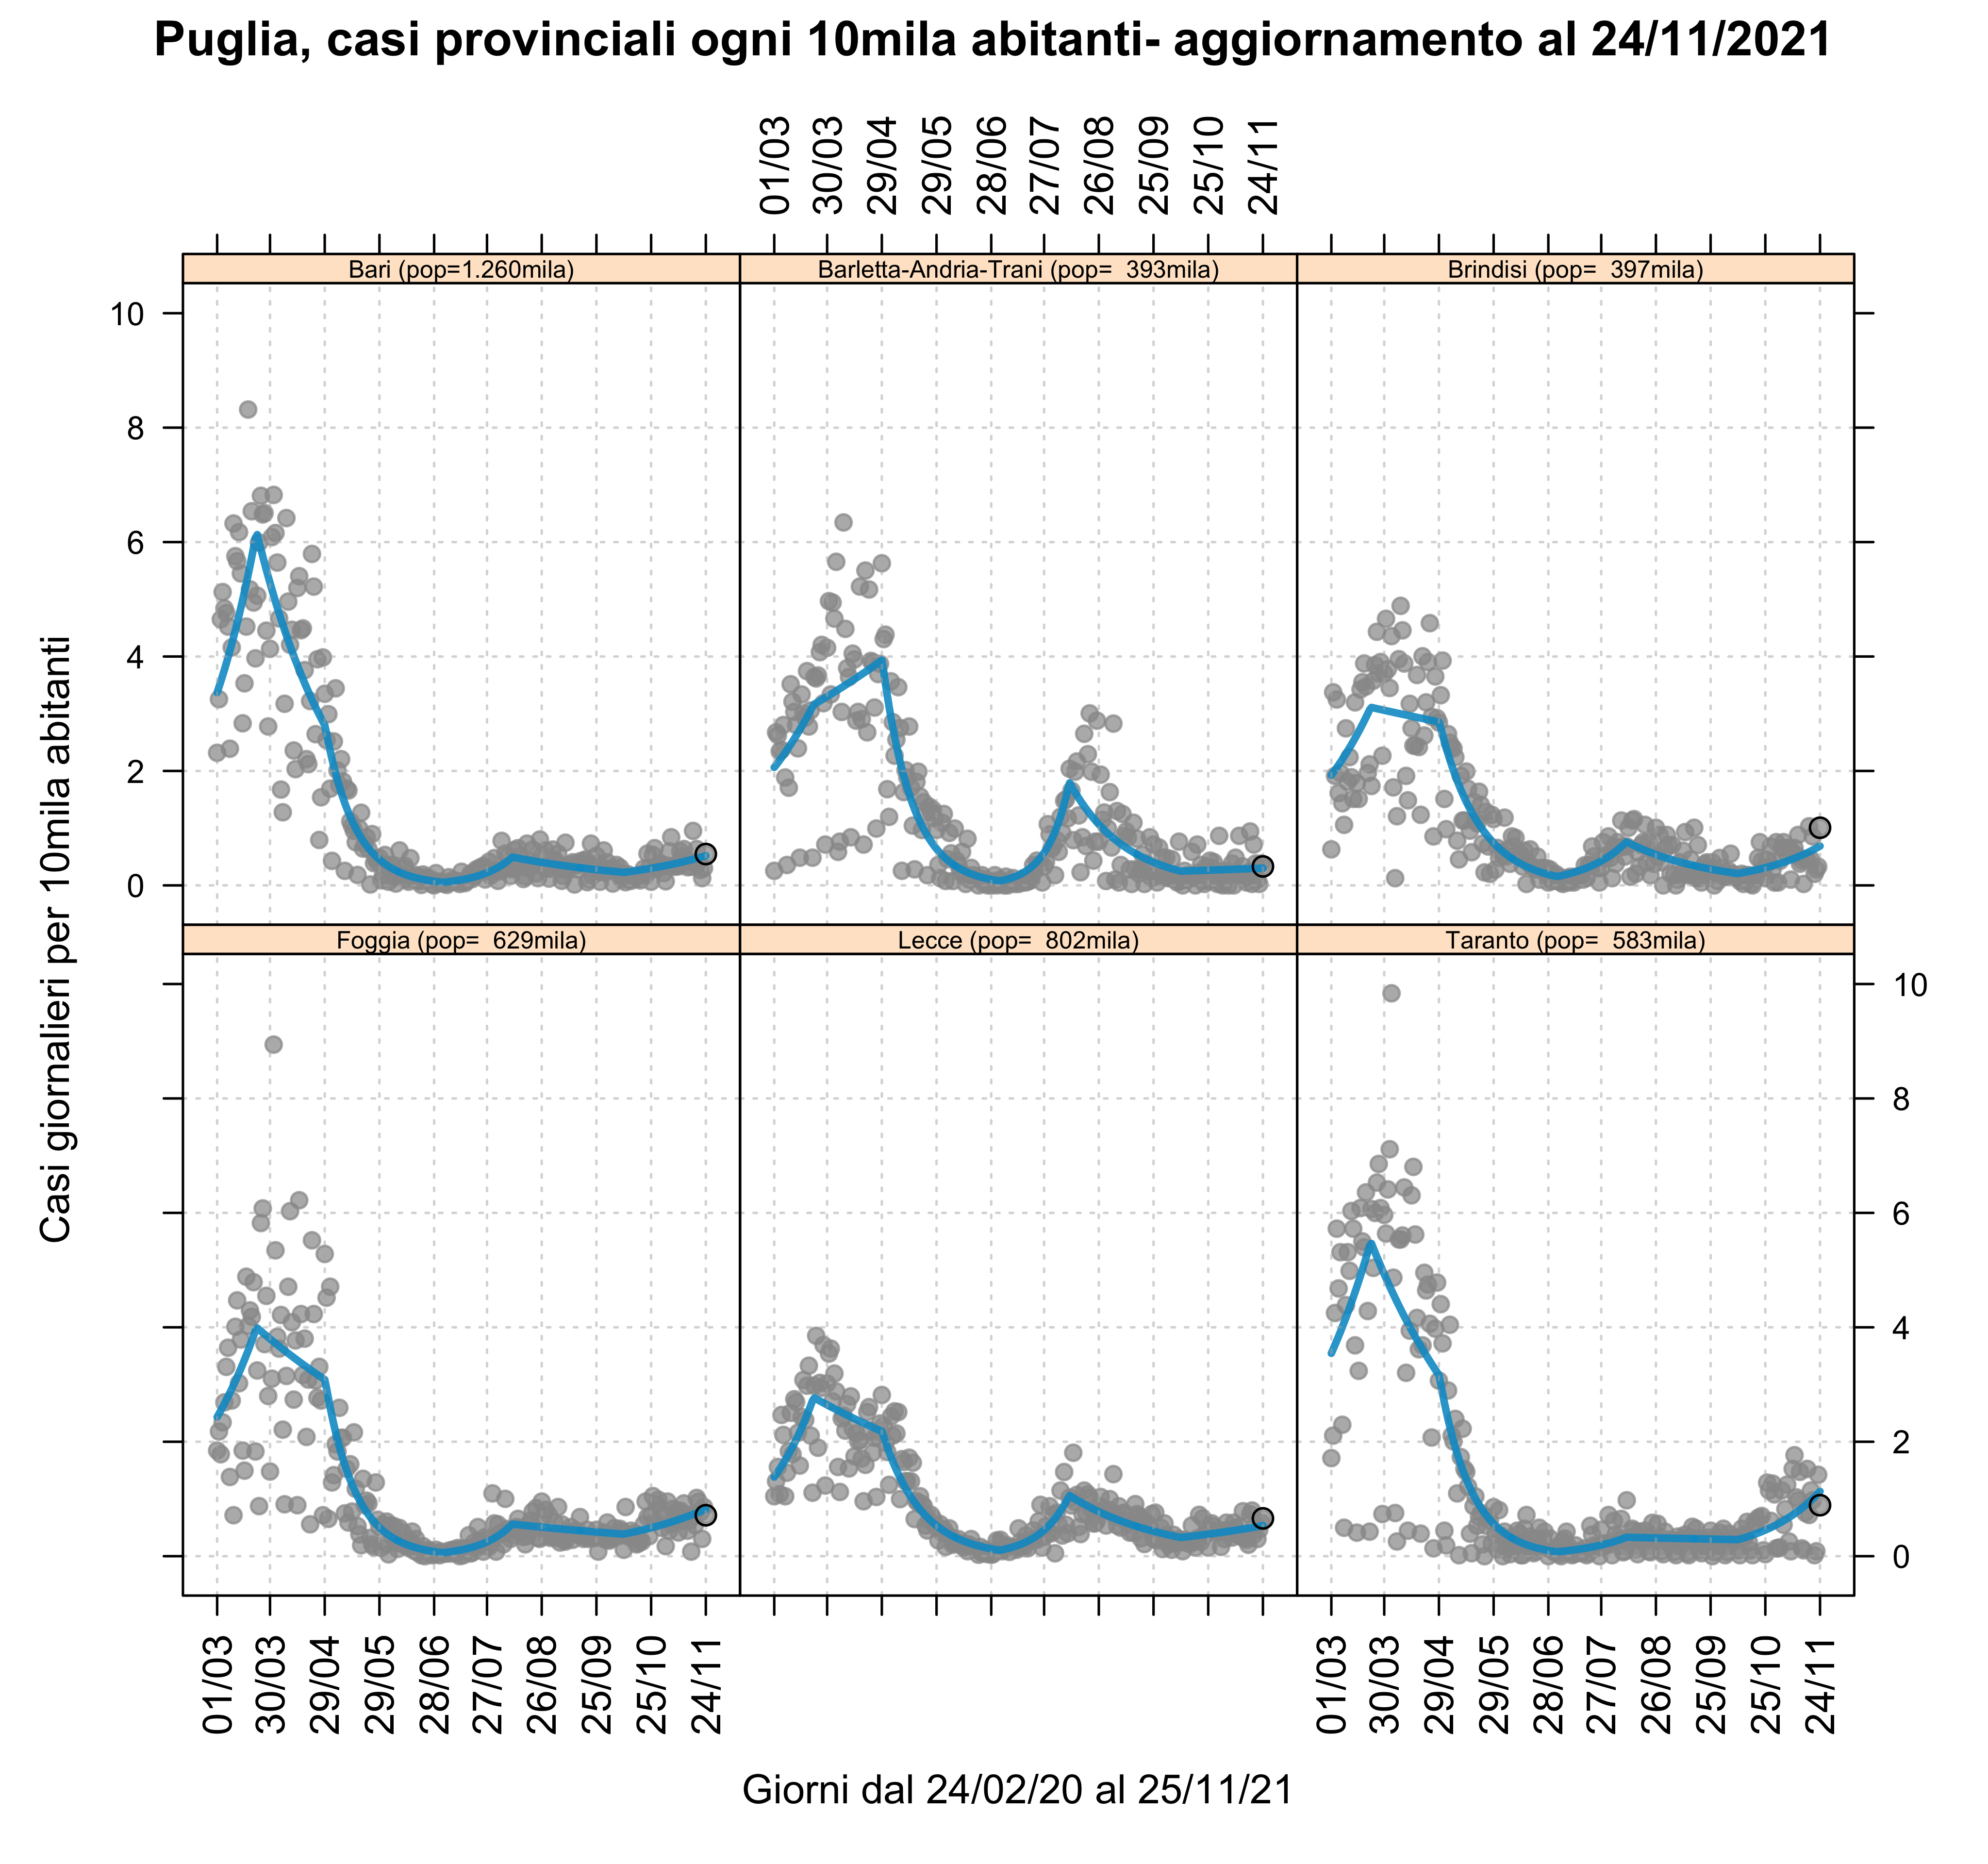 Puglia, casi provinciali ogni 10mila abitanti- aggiornamento al 24/11/2021
01/03 30/03 29/04 29/05 28/06 27/07 26/08 25/09 25/10 24/11
Bari (pop=1.260mila)
Barletta-Andria-Trani (pop=  393mila)
Brindisi (pop=  397mila)
10
8
6
4
2
0
Casi giornalieri per 10mila abitanti
Foggia (pop=  629mila)
Lecce (pop=  802mila)
Taranto (pop=  583mila)
10
8
6
4
2
0
01/03 30/03 29/04 29/05 28/06 27/07 26/08 25/09 25/10 24/11
01/03 30/03 29/04 29/05 28/06 27/07 26/08 25/09 25/10 24/11
Giorni dal 24/02/20 al 25/11/21